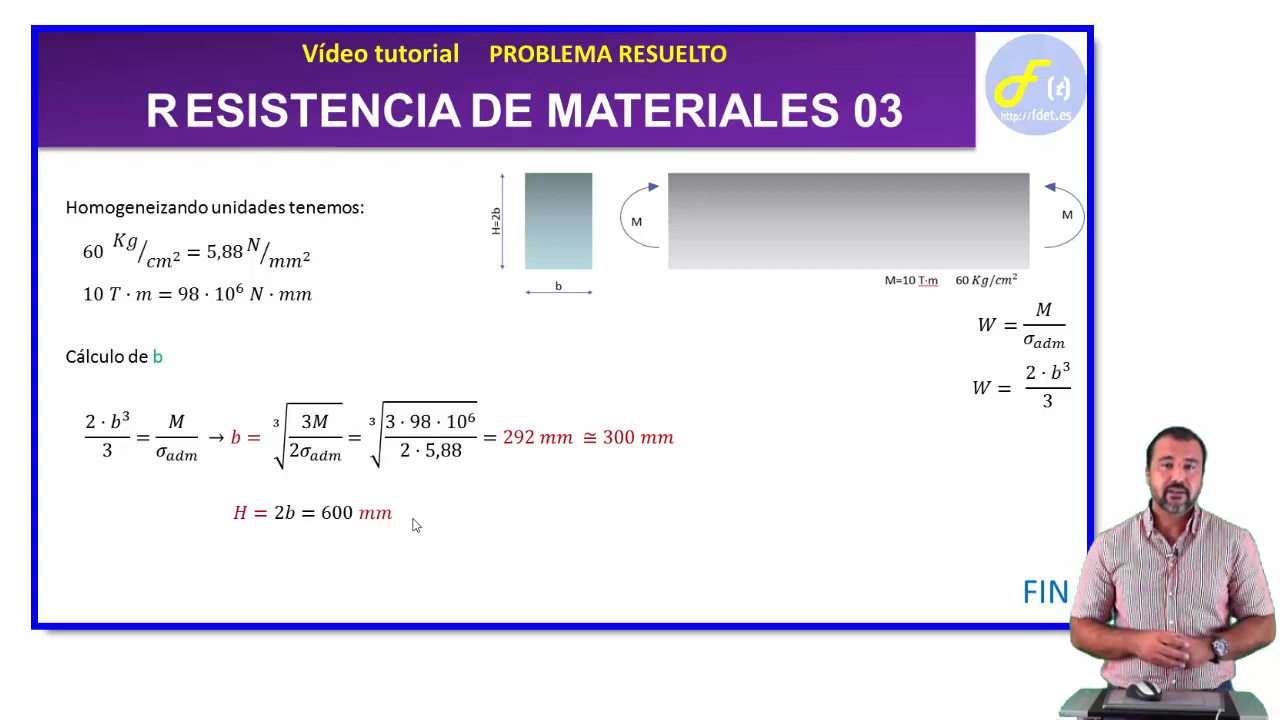 Vídeo tutorial PROBLEMA RESUELTO
RESISTENCIA DE MATERIALES 03
F (t)
http://fdet.es
Homogeneizando unidades tenemos:
60 Kg/cm² = 5,88 N/mm²
10 T · m = 98 · 10⁶ N · mm
H=2b
b
M
M
M=10 T·m 60 Kg/cm²
W = M/σadm
W = 2 · b³/3
Cálculo de b
2 · b³/3 = M/σadm → b = ∛(3M/2σadm) = ∛(3 · 98 · 10⁶/2 · 5,88) = 292 mm ≅ 300 mm
H = 2b = 600 mm
FIN